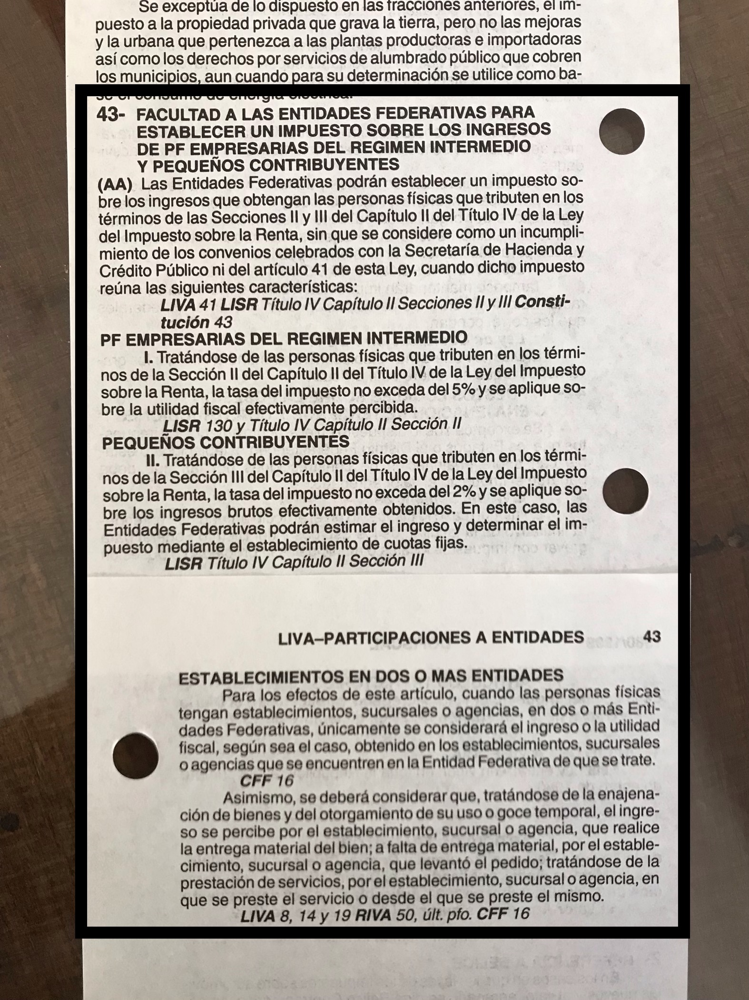 Se exceptúa de lo dispuesto en las fracciones anteriores, el im-
puesto a la propiedad privada que grava la tierra, pero no las mejoras
y la urbana que pertenezca a las plantas productoras e importadoras
así como los derechos por servicios de alumbrado público que cobren
los municipios, aun cuando para su determinación se utilice como ba-
se el consumo de energía eléctrica.
43- FACULTAD A LAS ENTIDADES FEDERATIVAS PARA
ESTABLECER UN IMPUESTO SOBRE LOS INGRESOS
DE PF EMPRESARIAS DEL REGIMEN INTERMEDIO
Y PEQUEÑOS CONTRIBUYENTES
(AA) Las Entidades Federativas podrán establecer un impuesto so-
bre los ingresos que obtengan las personas físicas que tributen en los
términos de las Secciones II y III del Capítulo II del Título IV de la Ley
del Impuesto sobre la Renta, sin que se considere como un incumpli-
miento de los convenios celebrados con la Secretaría de Hacienda y
Crédito Público ni del artículo 41 de esta Ley, cuando dicho impuesto
reúna las siguientes características:
LIVA 41 LISR Título IV Capítulo II Secciones II y III Consti-
tución 43
PF EMPRESARIAS DEL REGIMEN INTERMEDIO
I. Tratándose de las personas físicas que tributen en los térmi-
nos de la Sección II del Capítulo II del Título IV de la Ley del Impuesto
sobre la Renta, la tasa del impuesto no exceda del 5% y se aplique so-
bre la utilidad fiscal efectivamente percibida.
LISR 130 y Título IV Capítulo II Sección II
PEQUEÑOS CONTRIBUYENTES
II. Tratándose de las personas físicas que tributen en los térmi-
nos de la Sección III del Capítulo II del Título IV de la Ley del Impuesto
sobre la Renta, la tasa del impuesto no exceda del 2% y se aplique so-
bre los ingresos brutos efectivamente obtenidos. En este caso, las
Entidades Federativas podrán estimar el ingreso y determinar el im-
puesto mediante el establecimiento de cuotas fijas.
LISR Título IV Capítulo II Sección III
LIVA–PARTICIPACIONES A ENTIDADES 43
ESTABLECIMIENTOS EN DOS O MAS ENTIDADES
Para los efectos de este artículo, cuando las personas físicas
tengan establecimientos, sucursales o agencias, en dos o más Enti-
dades Federativas, únicamente se considerará el ingreso o la utilidad
fiscal, según sea el caso, obtenido en los establecimientos, sucursales
o agencias que se encuentren en la Entidad Federativa de que se trate.
CFF 16
Asimismo, se deberá considerar que, tratándose de la enajena-
ción de bienes y del otorgamiento de su uso o goce temporal, el ingre-
so se percibe por el establecimiento, sucursal o agencia, que realice
la entrega material del bien; a falta de entrega material, por el estable-
cimiento, sucursal o agencia, que levantó el pedido; tratándose de la
prestación de servicios, por el establecimiento, sucursal o agencia, en
que se preste el servicio o desde el que se preste el mismo.
LIVA 8, 14 y 19 RIVA 50, últ. pfo. CFF 16